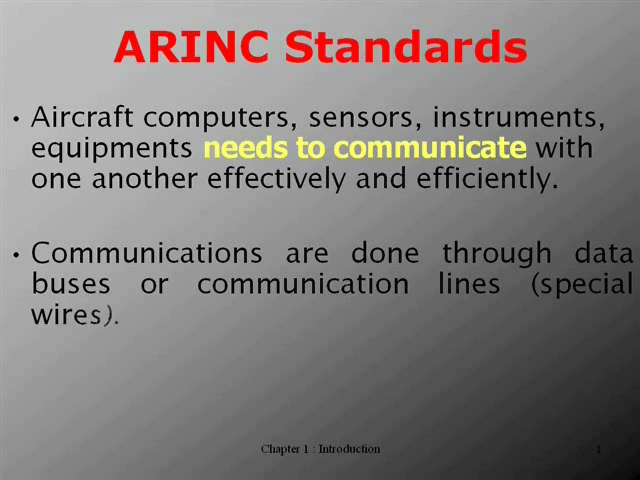 ARINC Standards
• Aircraft computers, sensors, instruments,
equipments needs to communicate with
one another effectively and efficiently.
• Communications are done through data
buses or communication lines (special
wires).
Chapter 1 : Introduction 1